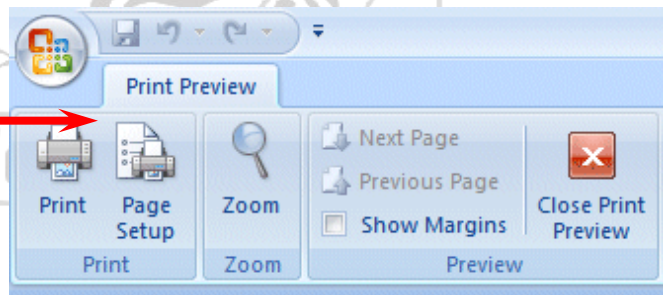 Print Preview
Next Page
Previous Page
Show Margins
Print
Page Setup
Zoom
Close Print Preview
Print
Zoom
Preview